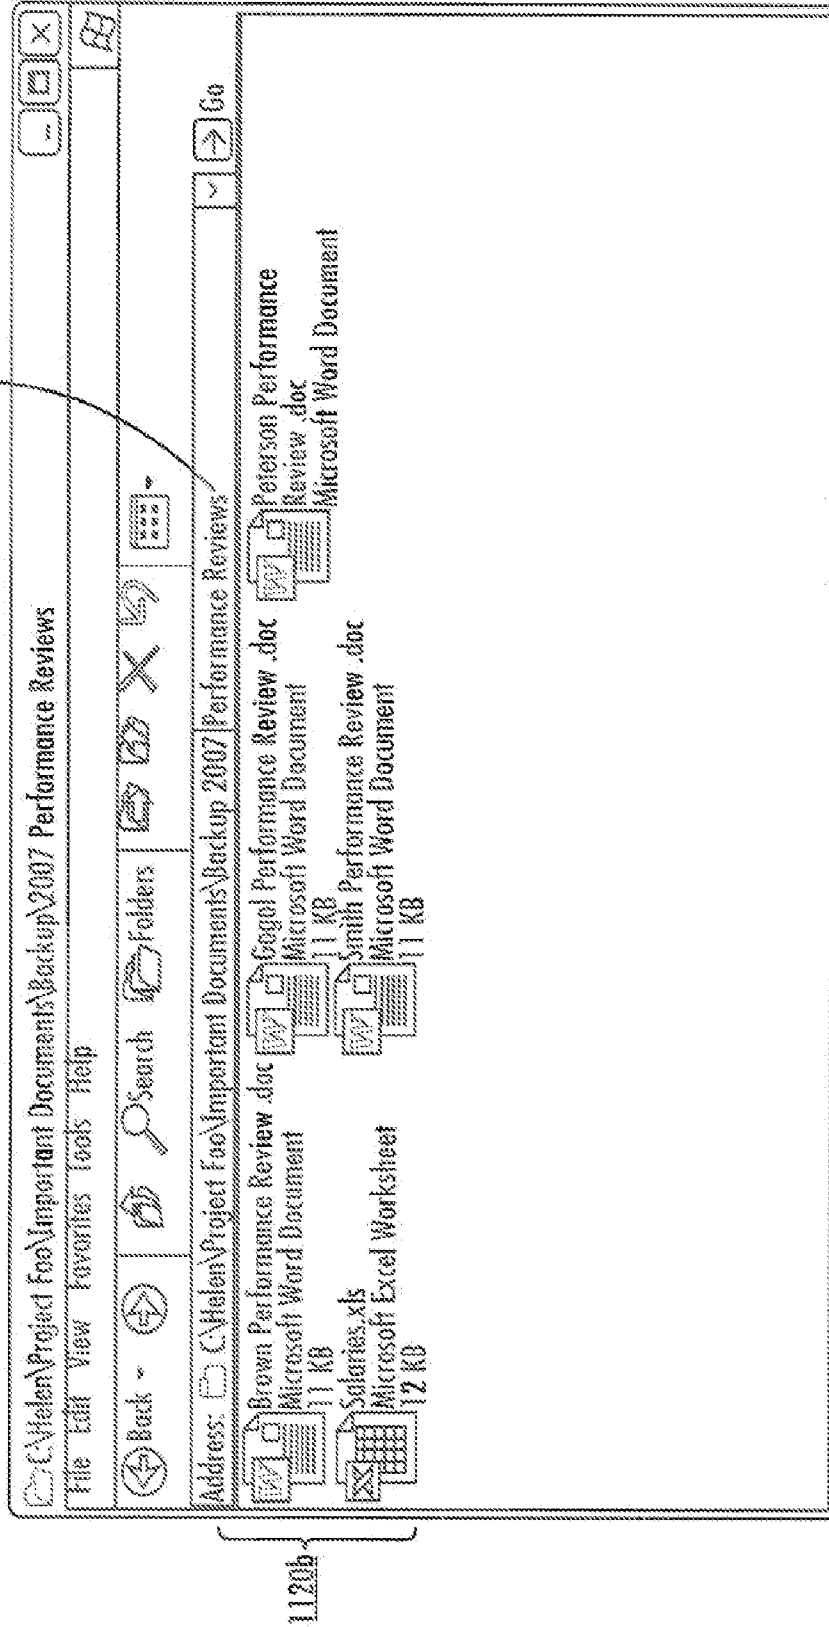 C:\Helen\Project Foo\Important Documents\Backup\2007 Performance Reviews
File Edit View Favorites Tools Help
Back Search Folders
Address: C:\Helen\Project Foo\Important Documents\Backup 2007 Performance Reviews Go
Brown Performance Review .doc
Microsoft Word Document
11 KB
Gogol Performance Review .doc
Microsoft Word Document
11 KB
Peterson Performance
Review .doc
Microsoft Word Document
Salaries.xls
Microsoft Excel Worksheet
12 KB
Smith Performance Review .doc
Microsoft Word Document
11 KB
1120b